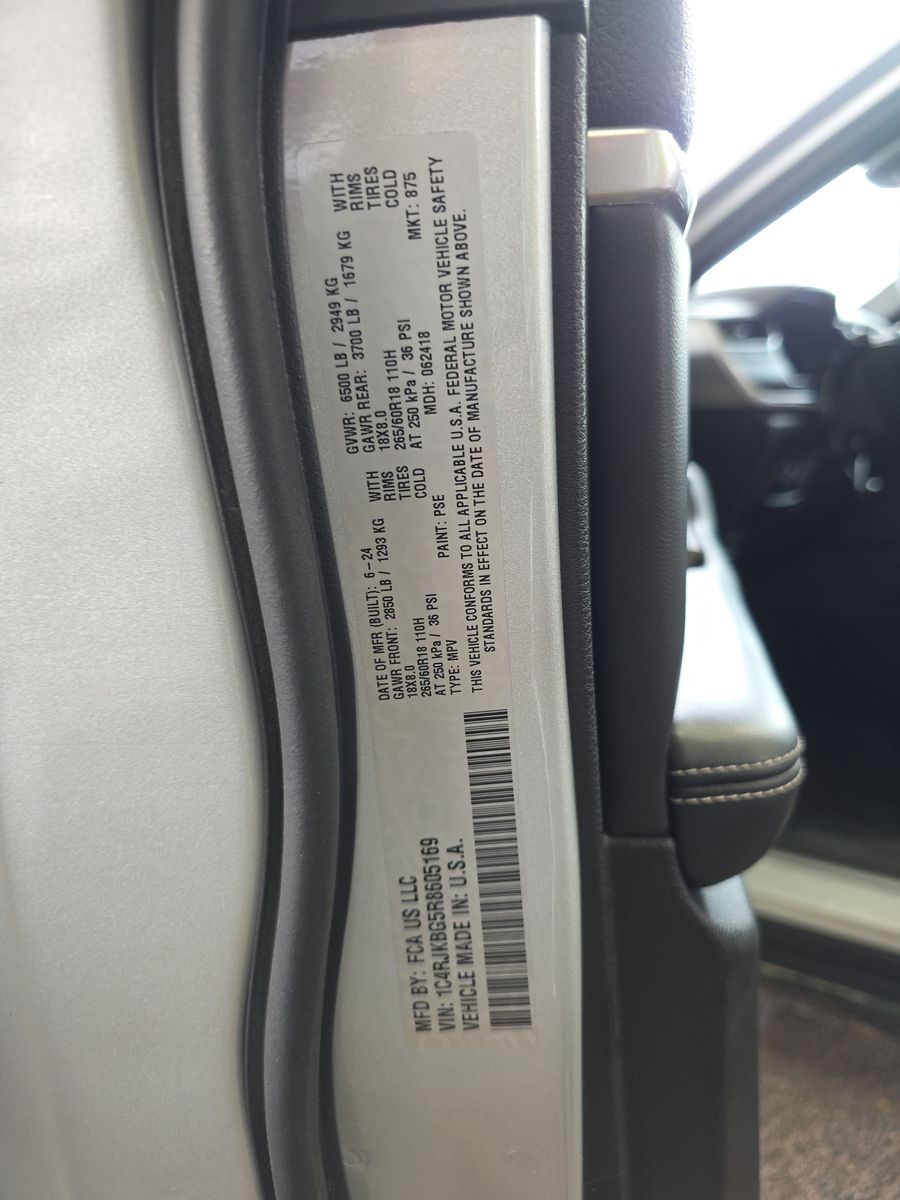 MFD BY: FCA US LLC
VIN: 1C4RJKBG5R8605169
VEHICLE MADE IN: U.S.A.
DATE OF MFR (BUILT): 6-24
GAWR FRONT: 2850 LB / 1293 KG WITH
18X8.0 RIMS
265/60R18 110H TIRES
AT 250 kPa / 36 PSI COLD
TYPE: MPV PAINT: PSE
GVWR: 6500 LB / 2949 KG
GAWR REAR: 3700 LB / 1679 KG WITH
18X8.0 RIMS
265/60R18 110H TIRES
AT 250 kPa / 36 PSI COLD
MDH: 062418 MKT: 875
THIS VEHICLE CONFORMS TO ALL APPLICABLE U.S.A. FEDERAL MOTOR VEHICLE SAFETY
STANDARDS IN EFFECT ON THE DATE OF MANUFACTURE SHOWN ABOVE.